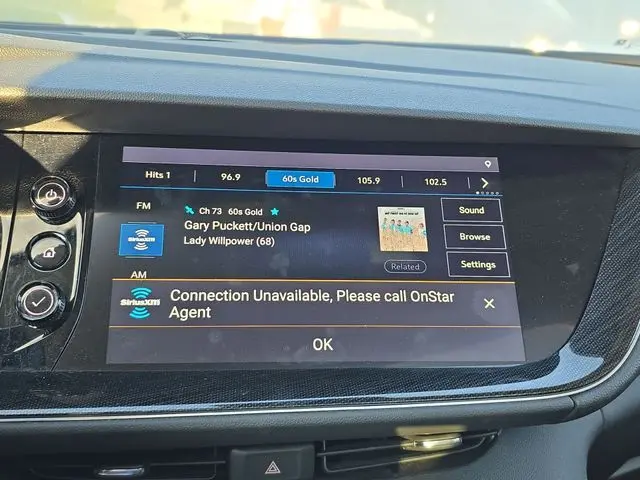 Hits 1 96.9 60s Gold 105.9 102.5
FM
Ch 73 60s Gold
Sound
SiriusXM
Gary Puckett/Union Gap
Lady Willpower (68)
Browse
Related
Settings
AM
SiriusXM
Connection Unavailable, Please call OnStar
Agent
OK